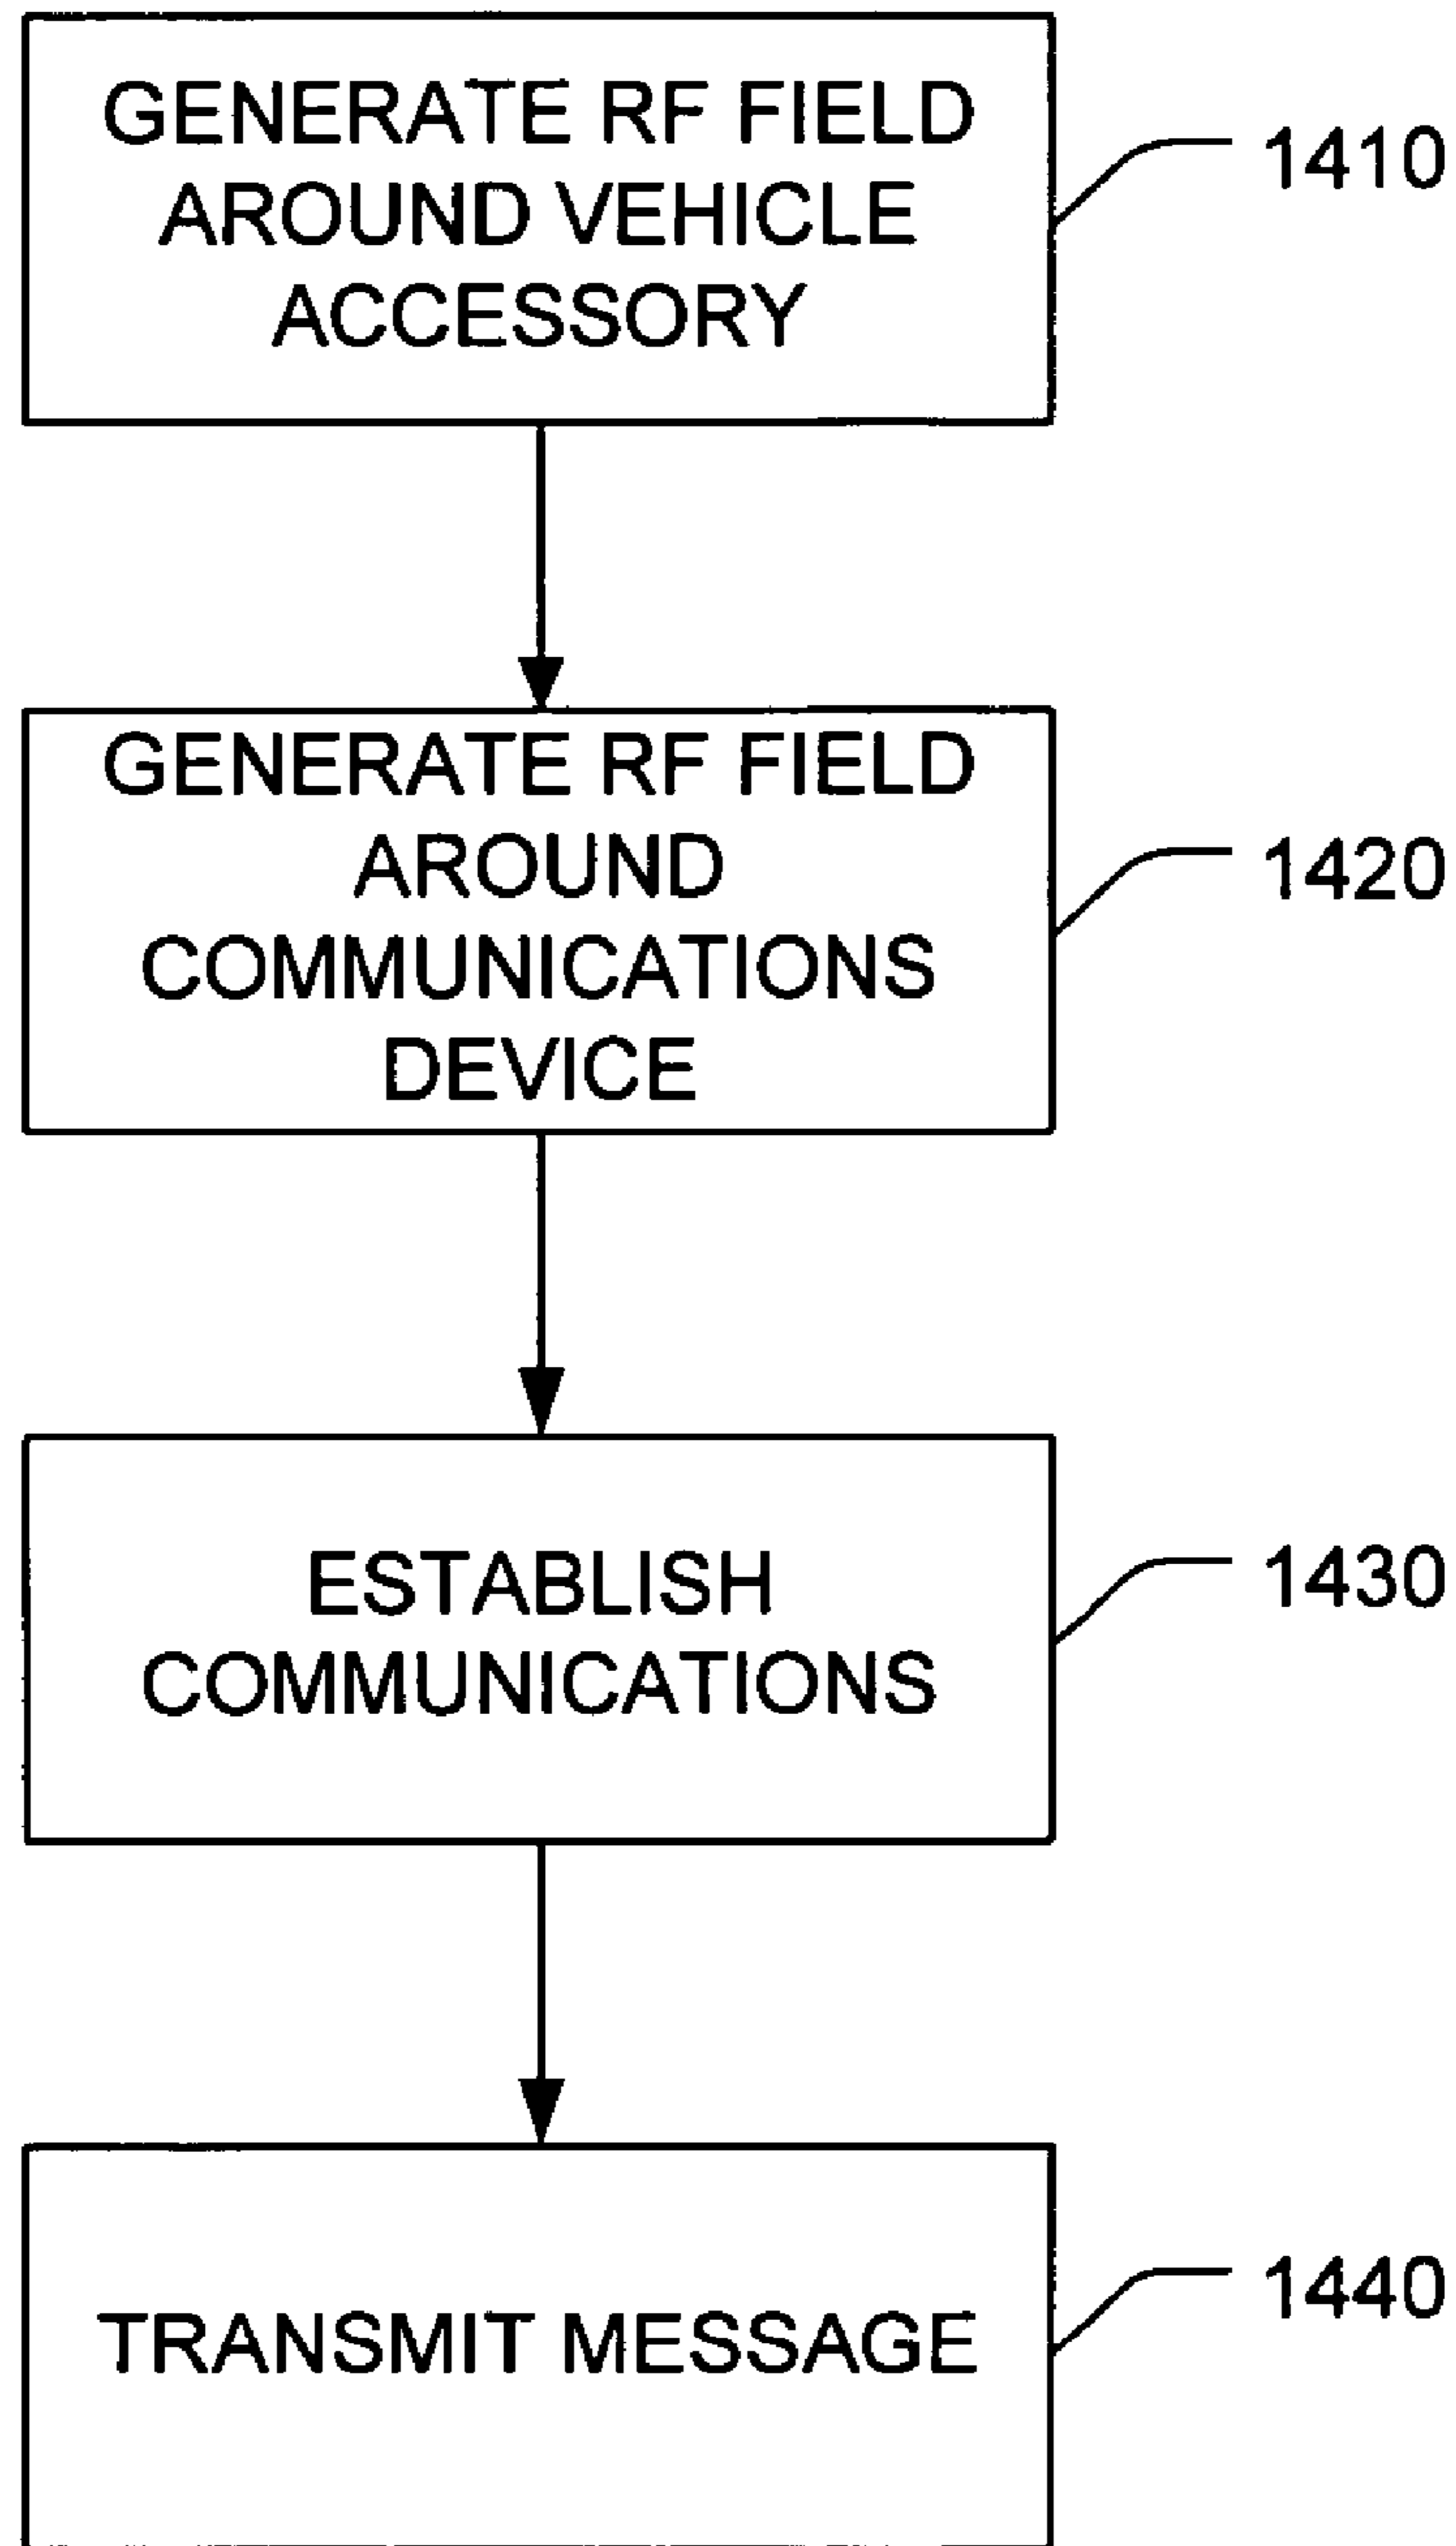 GENERATE RF FIELD
AROUND VEHICLE
ACCESSORY
1410
GENERATE RF FIELD
AROUND
COMMUNICATIONS
DEVICE
1420
ESTABLISH
COMMUNICATIONS
1430
TRANSMIT MESSAGE
1440